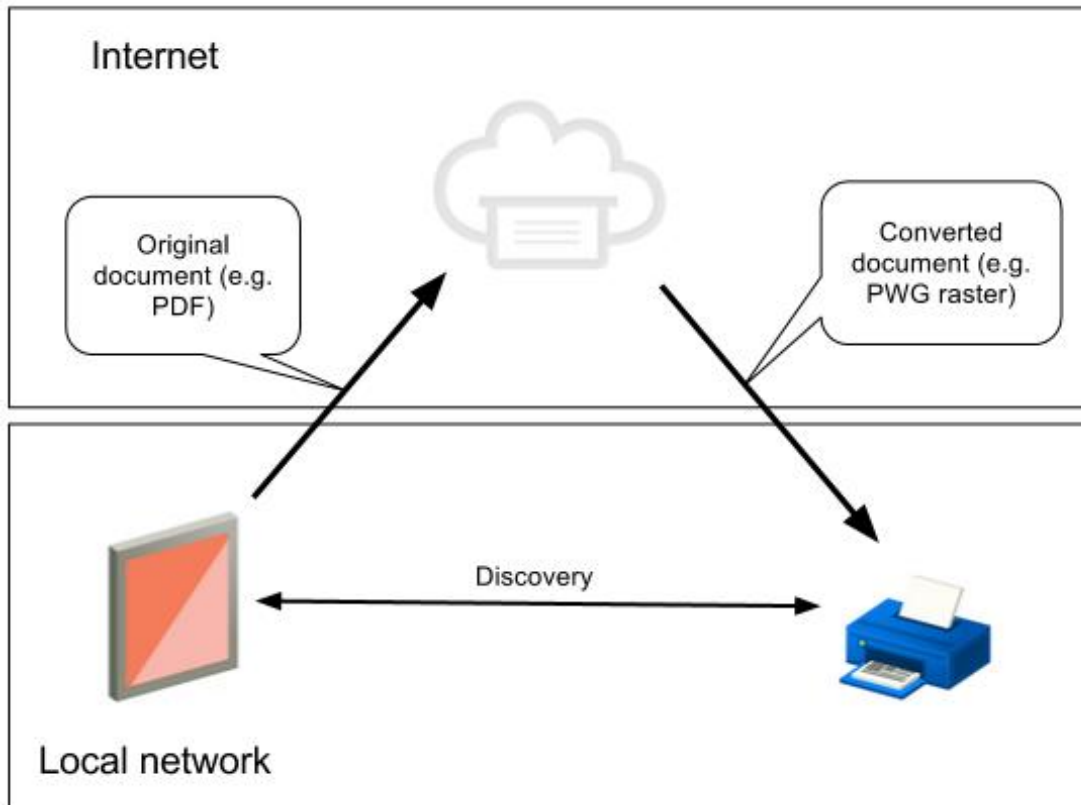 Internet
Original
document (e.g.
PDF)
Converted
document (e.g.
PWG raster)
Discovery
Local network